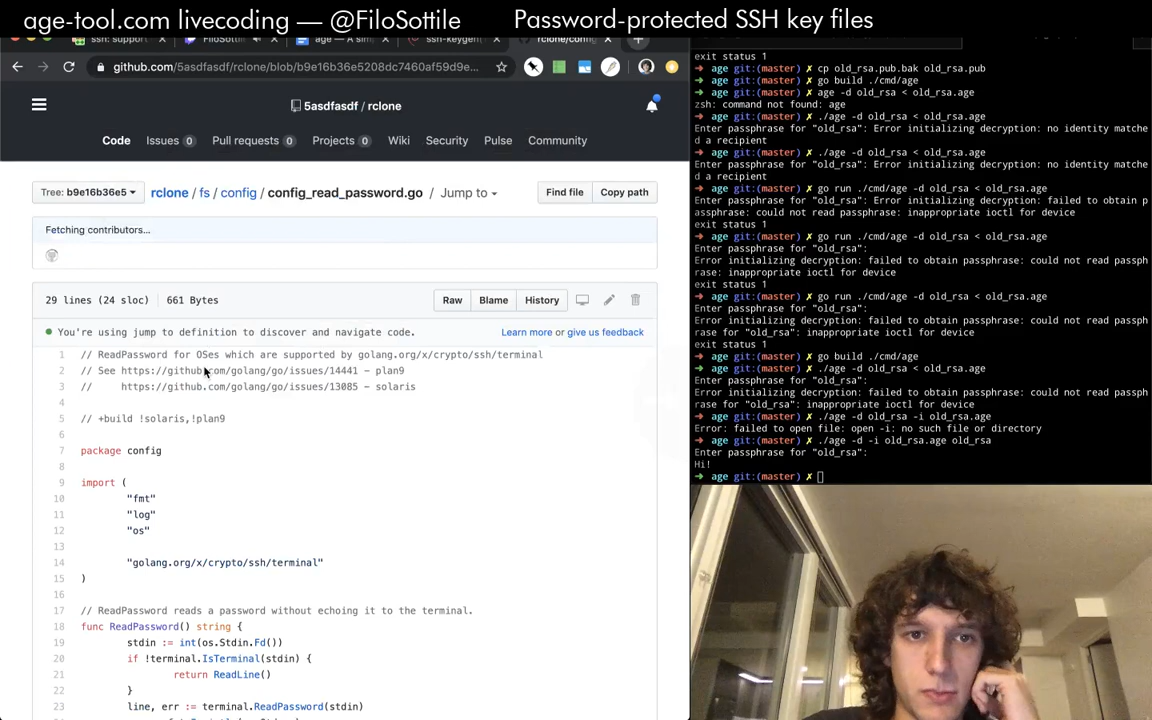 age-tool.com livecoding — @FiloSottile
Password-protected SSH key files
ssh: support
FiloSottile
age — A simp
ssh-keygen
rclone/config
github.com/5asdfasdf/rclone/blob/b9e16b36e5208dc7460af59d9e...
5asdfasdf / rclone
Code
Issues 0
Pull requests 0
Projects 0
Wiki
Security
Pulse
Community
Tree: b9e16b36e5
rclone / fs / config / config_read_password.go / Jump to
Find file
Copy path
Fetching contributors...
29 lines (24 sloc) 661 Bytes
Raw
Blame
History
You're using jump to definition to discover and navigate code.
Learn more or give us feedback
1 // ReadPassword for OSes which are supported by golang.org/x/crypto/ssh/terminal
2 // See https://github.com/golang/go/issues/14441 - plan9
3 // https://github.com/golang/go/issues/13085 - solaris
4
5 // +build !solaris,!plan9
6
7 package config
8
9 import (
10 "fmt"
11 "log"
12 "os"
13
14 "golang.org/x/crypto/ssh/terminal"
15 )
16
17 // ReadPassword reads a password without echoing it to the terminal.
18 func ReadPassword() string {
19 stdin := int(os.Stdin.Fd())
20 if !terminal.IsTerminal(stdin) {
21 return ReadLine()
22 }
23 line, err := terminal.ReadPassword(stdin)
exit status 1
➜ age git:(master) ✗ cp old_rsa.pub.bak old_rsa.pub
➜ age git:(master) ✗ go build ./cmd/age
➜ age git:(master) ✗ age -d old_rsa < old_rsa.age
zsh: command not found: age
➜ age git:(master) ✗ ./age -d old_rsa < old_rsa.age
Enter passphrase for "old_rsa": Error initializing decryption: no identity matche
d a recipient
➜ age git:(master) ✗ ./age -d old_rsa < old_rsa.age
Enter passphrase for "old_rsa": Error initializing decryption: no identity matche
d a recipient
➜ age git:(master) ✗ go run ./cmd/age -d old_rsa < old_rsa.age
Enter passphrase for "old_rsa": Error initializing decryption: failed to obtain p
assphrase: could not read passphrase: inappropriate ioctl for device
exit status 1
➜ age git:(master) ✗ go run ./cmd/age -d old_rsa < old_rsa.age
Enter passphrase for "old_rsa":
Error initializing decryption: failed to obtain passphrase: could not read passph
rase: inappropriate ioctl for device
exit status 1
➜ age git:(master) ✗ go run ./cmd/age -d old_rsa < old_rsa.age
Enter passphrase for "old_rsa":
Error initializing decryption: failed to obtain passphrase: could not read passph
rase for "old_rsa": inappropriate ioctl for device
exit status 1
➜ age git:(master) ✗ go build ./cmd/age
➜ age git:(master) ✗ ./age -d old_rsa < old_rsa.age
Enter passphrase for "old_rsa":
Error initializing decryption: failed to obtain passphrase: could not read passph
rase for "old_rsa": inappropriate ioctl for device
➜ age git:(master) ✗ ./age -d old_rsa -i old_rsa.age
Error: failed to open file: open -i: no such file or directory
➜ age git:(master) ✗ ./age -d -i old_rsa.age old_rsa
Enter passphrase for "old_rsa":
Hi!
➜ age git:(master) ✗